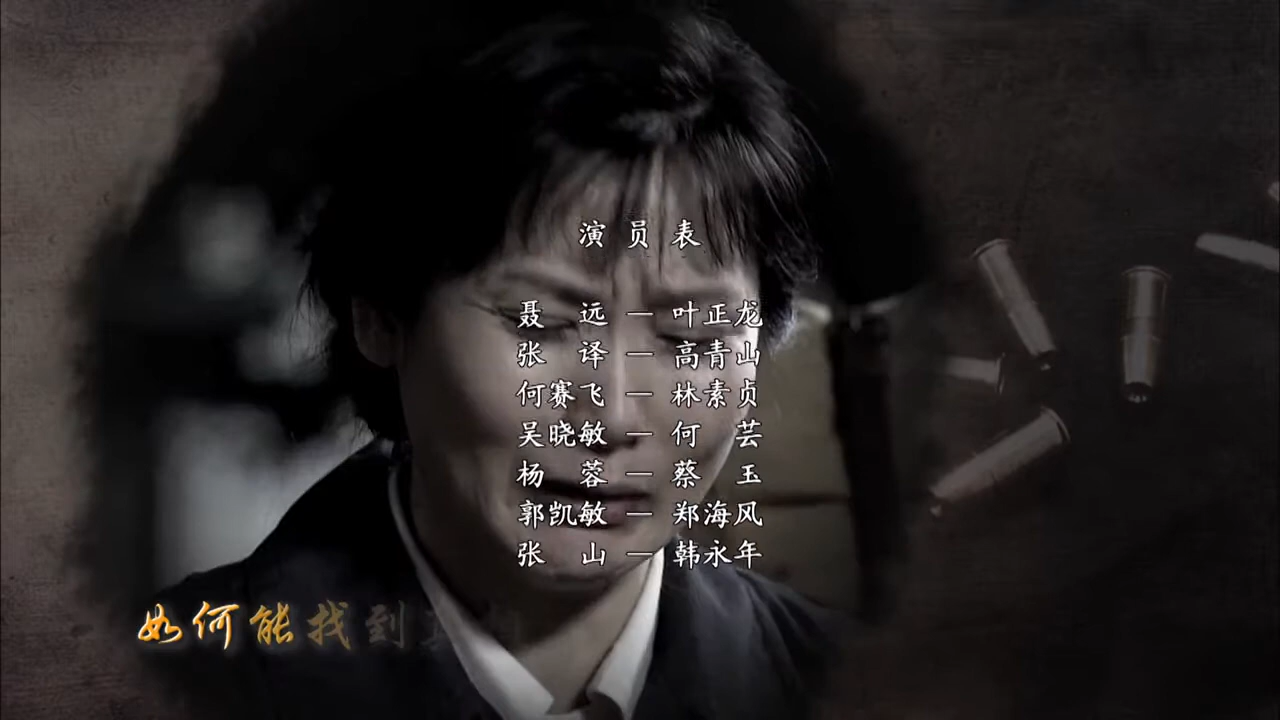 演员表
聂 远 — 叶正龙
张 译 — 高青山
何赛飞 — 林素贞
吴晓敏 — 何 芸
杨 蓉 — 蔡 玉
郭凯敏 — 郑海风
张 山 — 韩永年
如何能找到